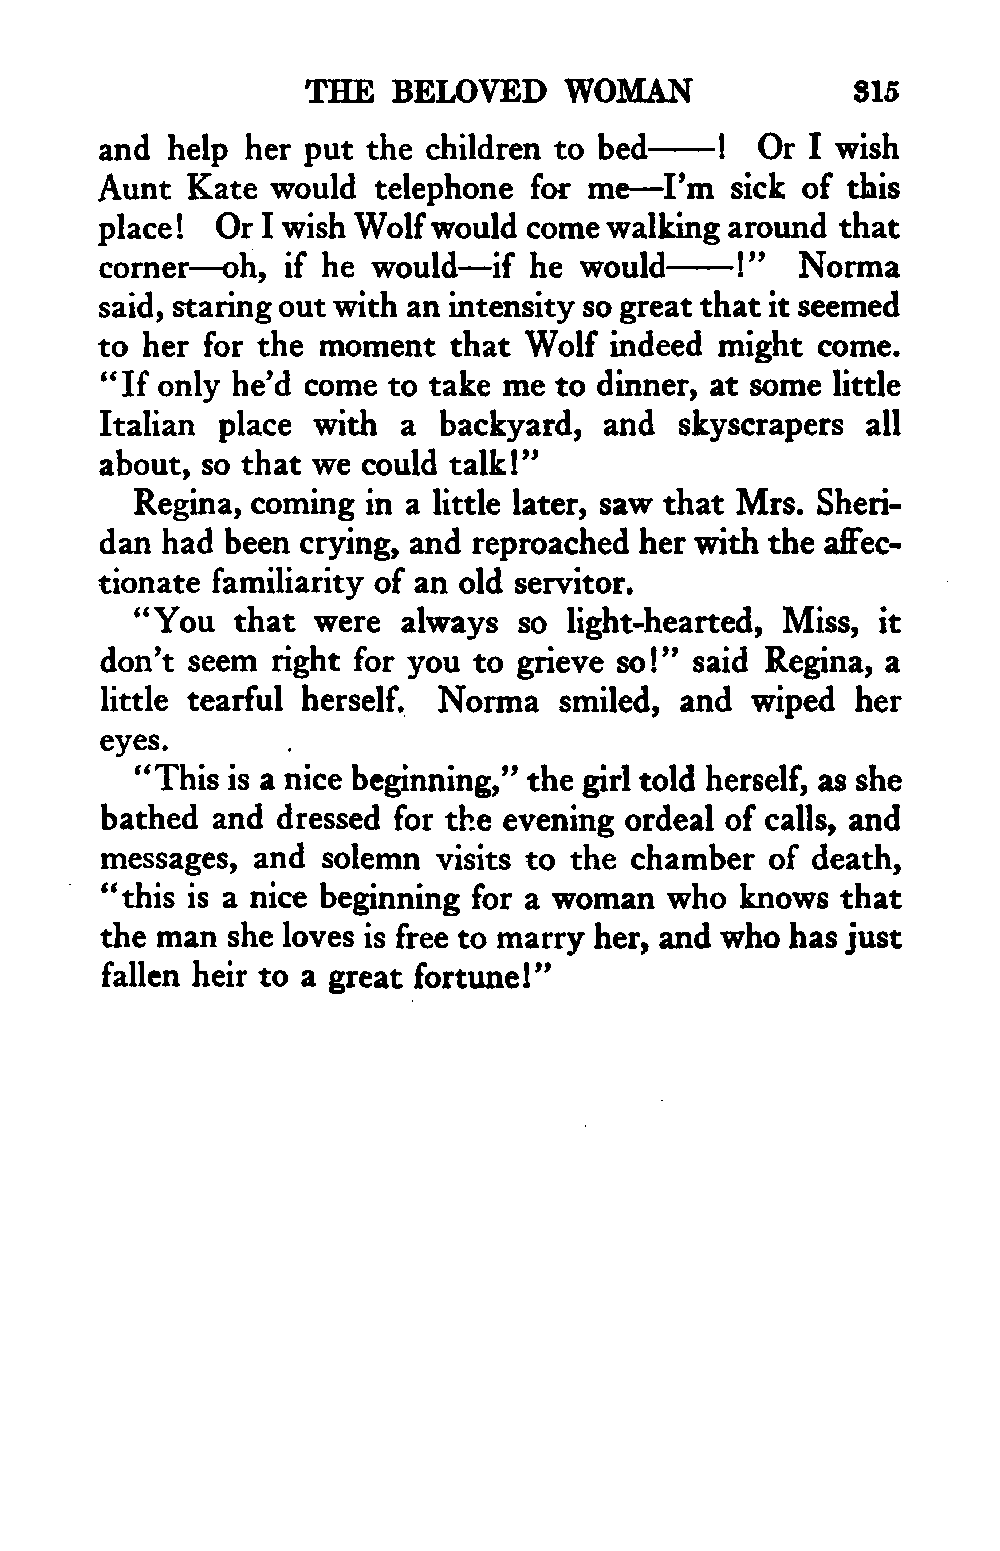 THE BELOVED WOMAN 315
and help her put the children to bed——! Or I wish
Aunt Kate would telephone for me—I'm sick of this
place! Or I wish Wolf would come walking around that
corner—oh, if he would—if he would——!" Norma
said, staring out with an intensity so great that it seemed
to her for the moment that Wolf indeed might come.
"If only he'd come to take me to dinner, at some little
Italian place with a backyard, and skyscrapers all
about, so that we could talk!"
Regina, coming in a little later, saw that Mrs. Sheri-
dan had been crying, and reproached her with the affec-
tionate familiarity of an old servitor.
"You that were always so light-hearted, Miss, it
don't seem right for you to grieve so!" said Regina, a
little tearful herself. Norma smiled, and wiped her
eyes.
"This is a nice beginning," the girl told herself, as she
bathed and dressed for the evening ordeal of calls, and
messages, and solemn visits to the chamber of death,
"this is a nice beginning for a woman who knows that
the man she loves is free to marry her, and who has just
fallen heir to a great fortune!"